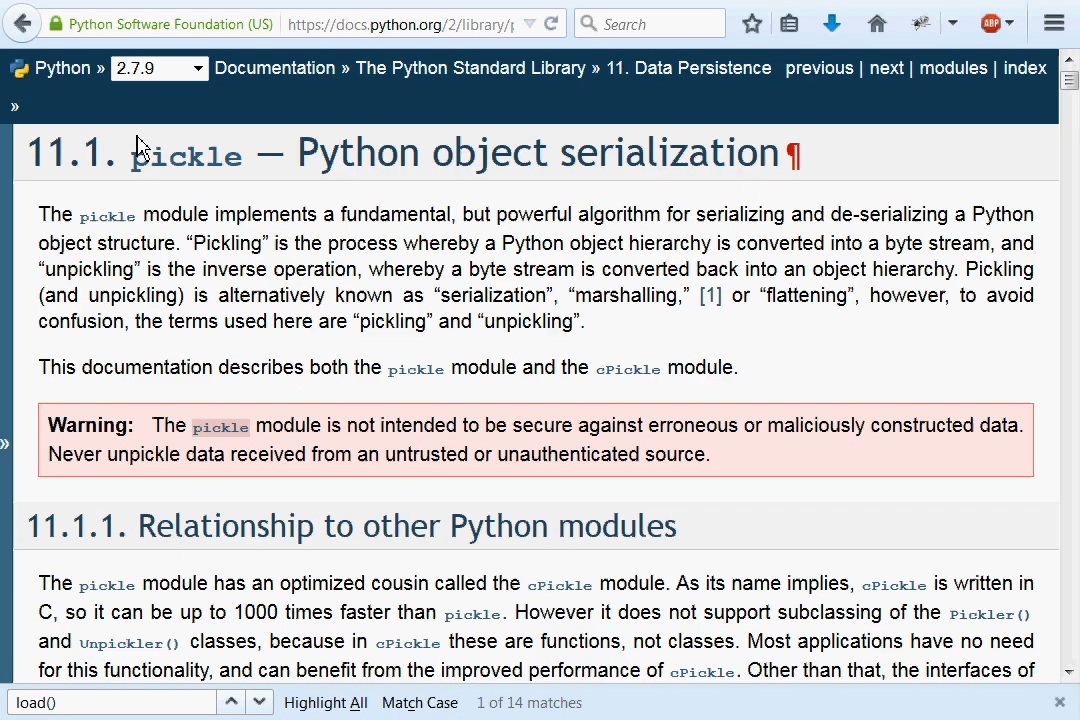 Python Software Foundation (US) https://docs.python.org/2/library/p Search
Python » 2.7.9 Documentation » The Python Standard Library » 11. Data Persistence previous | next | modules | index
»
11.1. pickle — Python object serialization¶
The pickle module implements a fundamental, but powerful algorithm for serializing and de-serializing a Python
object structure. “Pickling” is the process whereby a Python object hierarchy is converted into a byte stream, and
“unpickling” is the inverse operation, whereby a byte stream is converted back into an object hierarchy. Pickling
(and unpickling) is alternatively known as “serialization”, “marshalling,” [1] or “flattening”, however, to avoid
confusion, the terms used here are “pickling” and “unpickling”.
This documentation describes both the pickle module and the cPickle module.
Warning: The pickle module is not intended to be secure against erroneous or maliciously constructed data.
Never unpickle data received from an untrusted or unauthenticated source.
»
11.1.1. Relationship to other Python modules
The pickle module has an optimized cousin called the cPickle module. As its name implies, cPickle is written in
C, so it can be up to 1000 times faster than pickle. However it does not support subclassing of the Pickler()
and Unpickler() classes, because in cPickle these are functions, not classes. Most applications have no need
for this functionality, and can benefit from the improved performance of cPickle. Other than that, the interfaces of
load() Highlight All Match Case 1 of 14 matches
ABP